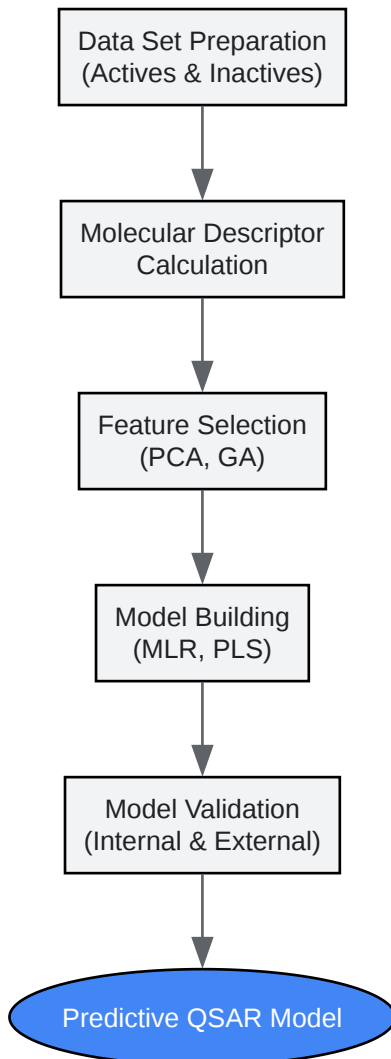 Data Set Preparation
(Actives & Inactives)
Molecular Descriptor
Calculation
Feature Selection
(PCA, GA)
Model Building
(MLR, PLS)
Model Validation
(Internal & External)
Predictive QSAR Model